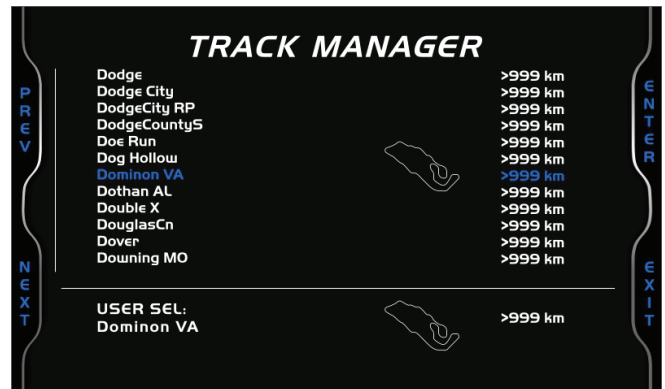 TRACK MANAGER
PREV
ENTER
Dodge >999 km
Dodge City >999 km
DodgeCity RP >999 km
DodgeCountyS >999 km
Doe Run >999 km
Dog Hollow >999 km
Dominon VA >999 km
Dothan AL >999 km
Double X >999 km
DouglasCn >999 km
Dover >999 km
Downing MO >999 km
NEXT
EXIT
USER SEL:
Dominon VA >999 km